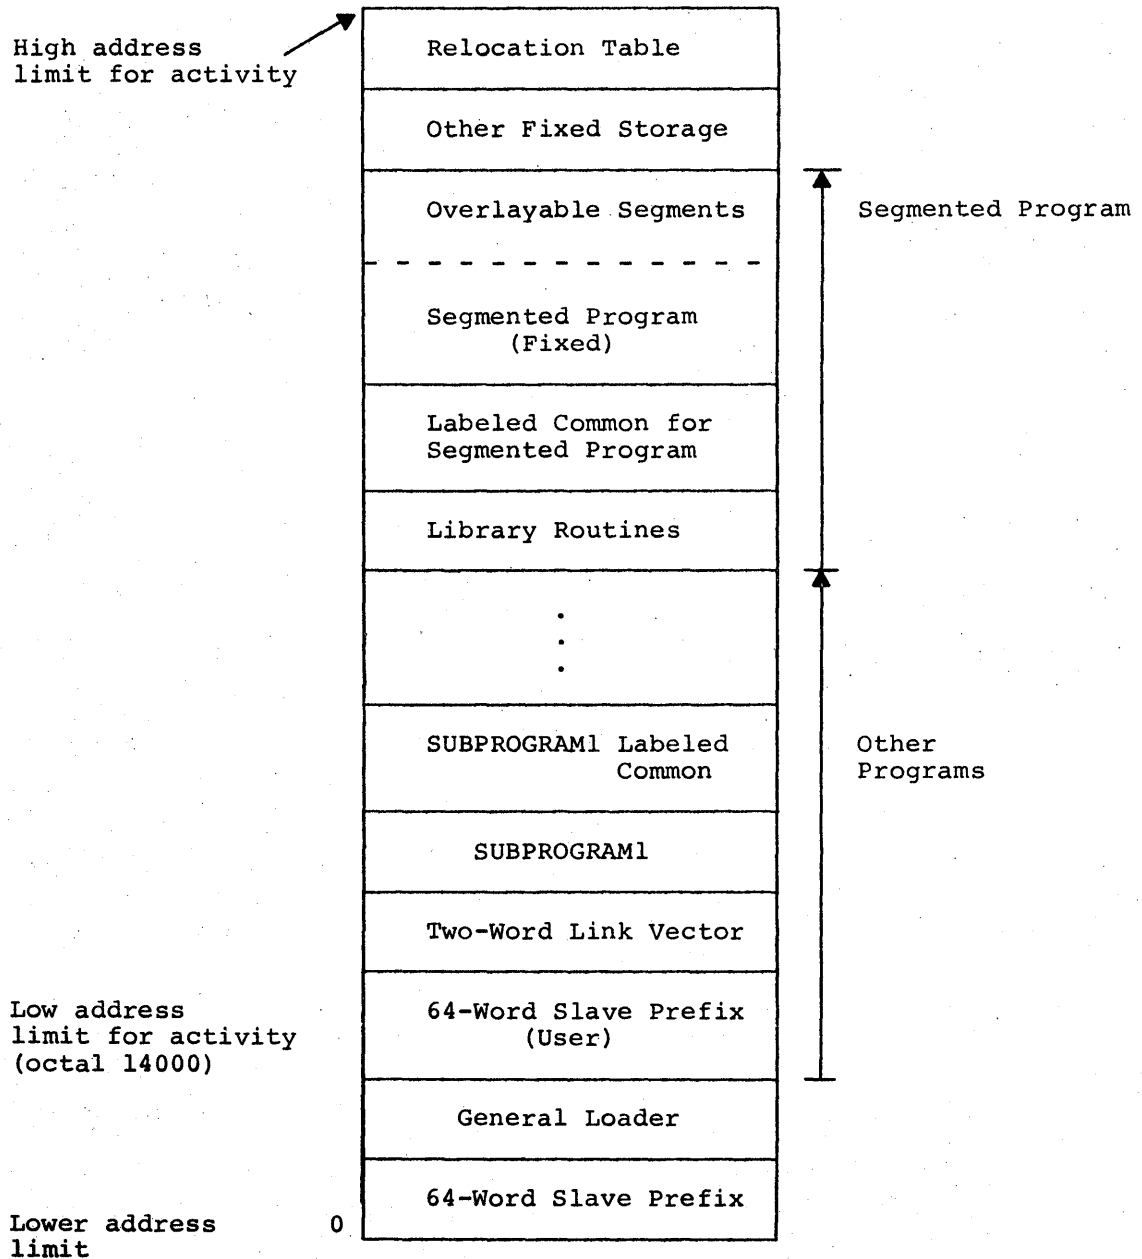 High address
limit for activity
Relocation Table
Other Fixed Storage
Overlayable Segments
Segmented Program
Segmented Program
(Fixed)
Labeled Common for
Segmented Program
Library Routines
SUBPROGRAM1 Labeled
Common
Other
Programs
SUBPROGRAM1
Two-Word Link Vector
Low address
limit for activity
(octal 14000)
64-Word Slave Prefix
(User)
General Loader
64-Word Slave Prefix
Lower address
limit
0